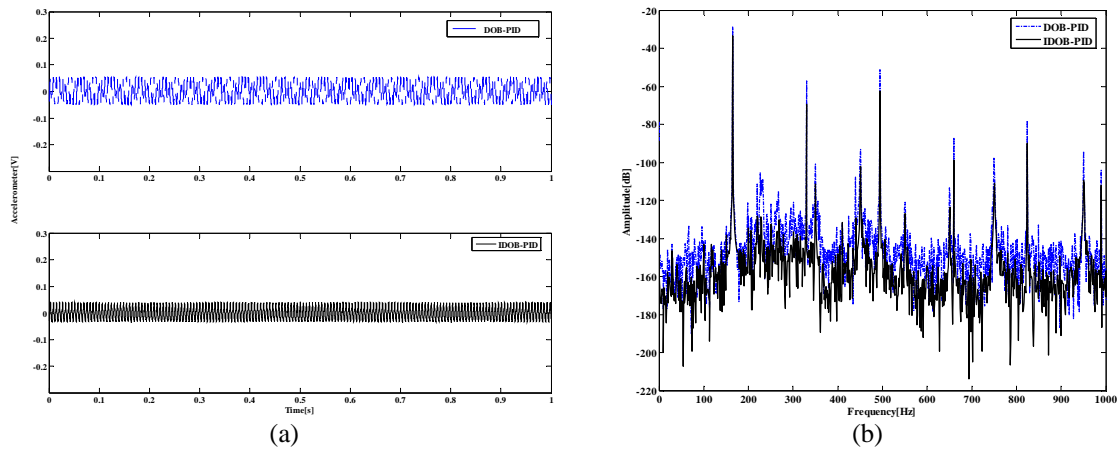 0.3
0.2
0.1
0
-0.1
-0.2
DOB-PID
0 0.1 0.2 0.3 0.4 0.5 0.6 0.7 0.8 0.9 1
Accelerometer[V]
0.3
0.2
0.1
0
-0.1
-0.2
IDOB-PID
0 0.1 0.2 0.3 0.4 0.5 0.6 0.7 0.8 0.9 1
Time[s]
(a)
-20
-40
-60
-80
-100
-120
-140
-160
-180
-200
-220
Amplitude[dB]
DOB-PID
IDOB-PID
0 100 200 300 400 500 600 700 800 900 1000
Frequency[Hz]
(b)